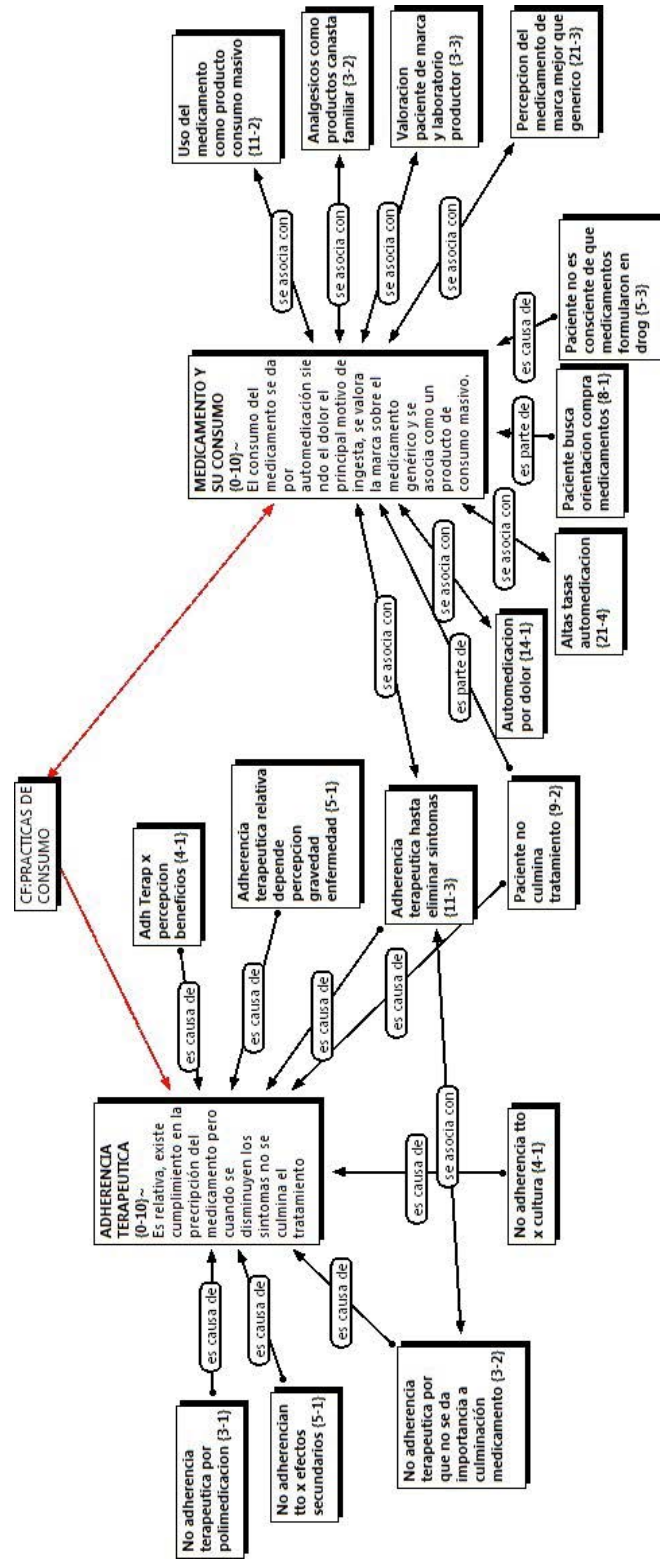 CF:PRACTICAS DE
CONSUMO
ADHERENCIA
TERAPEUTICA
{0-10}~
Es relativa, existe
cumplimiento en la
precripción del
medicamento pero
cuando se
disminuyen los
sintomas no se
culmina el
tratamiento
MEDICAMENTO Y
SU CONSUMO
{0-10}~
El consumo del
medicamento se da
por
automedicación sie
ndo el dolor el
principal motivo de
ingesta, se valora
la marca sobre el
medicamento
genérico y se
asocia como un
producto de
consumo masivo.
No adherencia
terapeutica por
polimedicacion {3-1}
es causa de
No adherencian
tto x efectos
secundarios {5-1}
es causa de
No adherencia
terapeutica por
que no se da
importancia a
culminación
medicamento {3-2}
es causa de
No adherencia tto
x cultura {4-1}
es causa de
se asocia con
Adh Terap x
percepcion
beneficios {4-1}
es causa de
Adherencia
terapeutica relativa
depende
percepcion
gravedad
enfermedad {5-1}
es causa de
Adherencia
terapeutica hasta
eliminar sintomas
{11-3}
es causa de
Paciente no
culmina
tratamiento {9-2}
es causa de
se asocia con
es parte de
Automedicacion
por dolor {14-1}
se asocia con
Altas tasas
automedicacion
{21-4}
se asocia con
Paciente busca
orientacion compra
medicamentos {8-1}
es parte de
Paciente no es
consciente de que
medicamentos
formularon en
drog {5-3}
es causa de
Uso del
medicamento
como producto
consumo masivo
{11-2}
se asocia con
Analgesicos como
productos canasta
familiar {3-2}
se asocia con
Valoracion
paciente de marca
y laboratorio
productor {3-3}
se asocia con
Percepcion del
medicamento de
marca mejor que
generico {21-3}
se asocia con